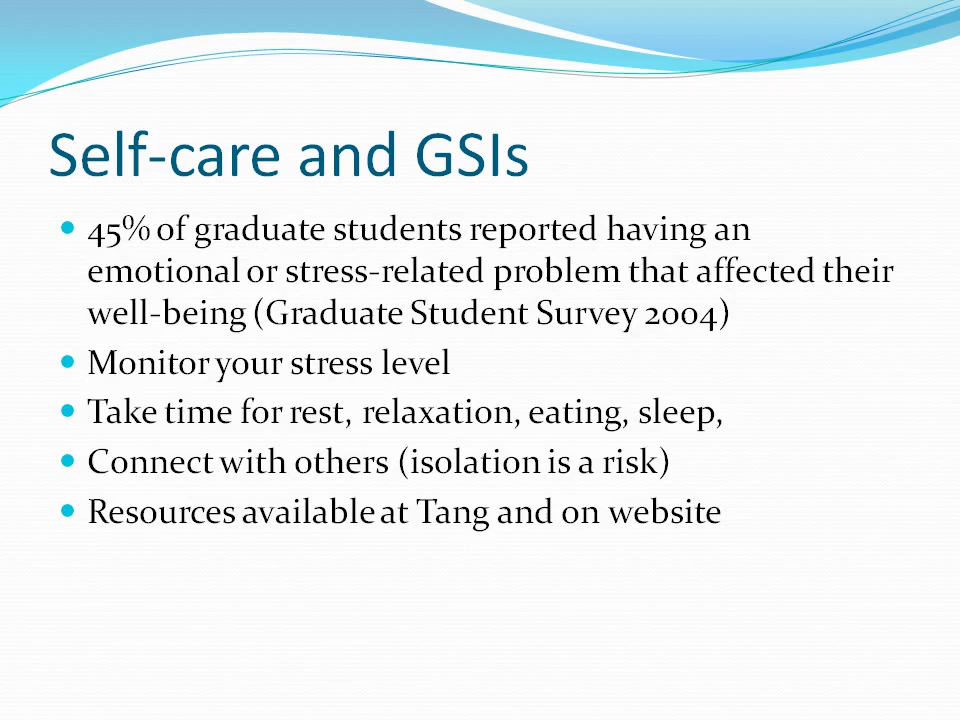 Self-care and GSIs
45% of graduate students reported having an
emotional or stress-related problem that affected their
well-being (Graduate Student Survey 2004)
Monitor your stress level
Take time for rest, relaxation, eating, sleep,
Connect with others (isolation is a risk)
Resources available at Tang and on website